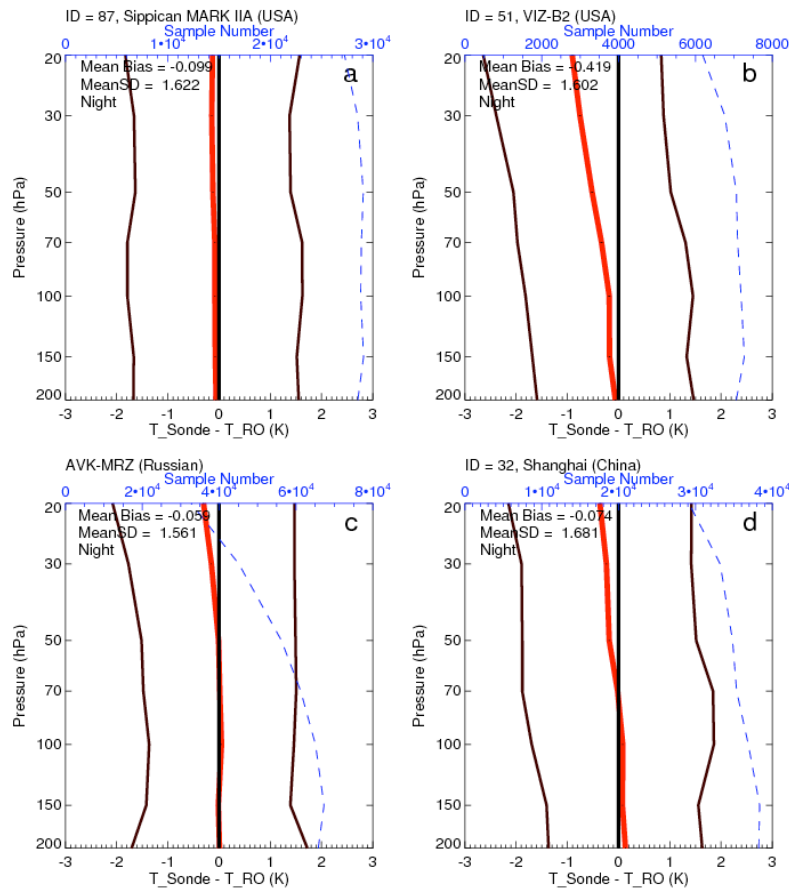 ID = 87, Sippican MARK IIA (USA)
Sample Number
0 1•10⁴ 2•10⁴ 3•10⁴
20
30
50
70
100
150
200
Pressure (hPa)
Mean Bias = -0.099
MeanSD = 1.622
Night
a
-3 -2 -1 0 1 2 3
T_Sonde - T_RO (K)
ID = 51, VIZ-B2 (USA)
Sample Number
0 2000 4000 6000 8000
20
30
50
70
100
150
200
Pressure (hPa)
Mean Bias = -0.419
MeanSD = 1.602
Night
b
-3 -2 -1 0 1 2 3
T_Sonde - T_RO (K)
AVK-MRZ (Russian)
Sample Number
0 2•10⁴ 4•10⁴ 6•10⁴ 8•10⁴
20
30
50
70
100
150
200
Pressure (hPa)
Mean Bias = -0.059
MeanSD = 1.561
Night
c
-3 -2 -1 0 1 2 3
T_Sonde - T_RO (K)
ID = 32, Shanghai (China)
Sample Number
0 1•10⁴ 2•10⁴ 3•10⁴ 4•10⁴
20
30
50
70
100
150
200
Pressure (hPa)
Mean Bias = -0.074
MeanSD = 1.681
Night
d
-3 -2 -1 0 1 2 3
T_Sonde - T_RO (K)